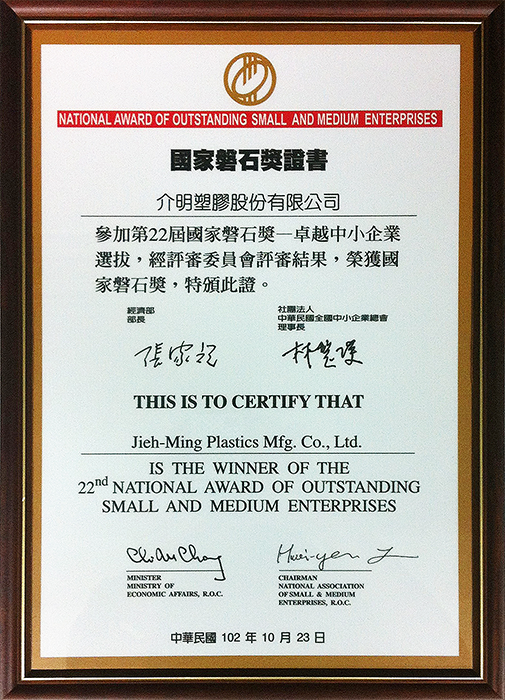 NATIONAL AWARD OF OUTSTANDING SMALL AND MEDIUM ENTERPRISES
國家磐石獎證書
介明塑膠股份有限公司
參加第22屆國家磐石獎—卓越中小企業
選拔，經評審委員會評審結果，榮獲國
家磐石獎，特頒此證。
經濟部
部長
社團法人
中華民國全國中小企業總會
理事長
張家祝
THIS IS TO CERTIFY THAT
Jieh-Ming Plastics Mfg. Co., Ltd.
IS THE WINNER OF THE
22nd NATIONAL AWARD OF OUTSTANDING
SMALL AND MEDIUM ENTERPRISES
MINISTER
MINISTRY OF
ECONOMIC AFFAIRS, R.O.C.
CHAIRMAN
NATIONAL ASSOCIATION
OF SMALL & MEDIUM
ENTERPRISES, R.O.C.
中華民國 102 年 10 月 23 日